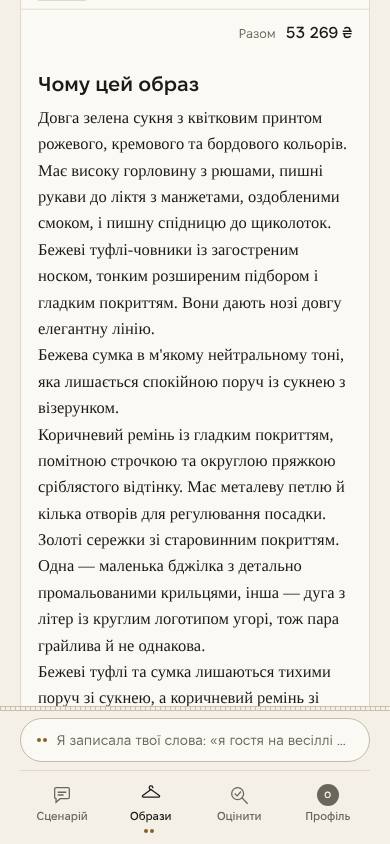 Разом 53 269 ₴
Чому цей образ
Довга зелена сукня з квітковим принтом
рожевого, кремового та бордового кольорів.
Має високу горловину з рюшами, пишні
рукави до ліктя з манжетами, оздобленими
смоком, і пишну спідницю до щиколоток.
Бежеві туфлі-човники із загостреним
носком, тонким розширеним підбором і
гладким покриттям. Вони дають нозі довгу
елегантну лінію.
Бежева сумка в м'якому нейтральному тоні,
яка лишається спокійною поруч із сукнею з
візерунком.
Коричневий ремінь із гладким покриттям,
помітною строчкою та округлою пряжкою
сріблястого відтінку. Має металеву петлю й
кілька отворів для регулювання посадки.
Золоті сережки зі старовинним покриттям.
Одна — маленька бджілка з детально
промальованими крильцями, інша — дуга з
літер із круглим логотипом угорі, тож пара
грайлива й не однакова.
Бежеві туфлі та сумка лишаються тихими
поруч зі сукнею, а коричневий ремінь зі
Я записала твої слова: «я гостя на весіллі ...
Сценарій Образи Оцінити О Профіль